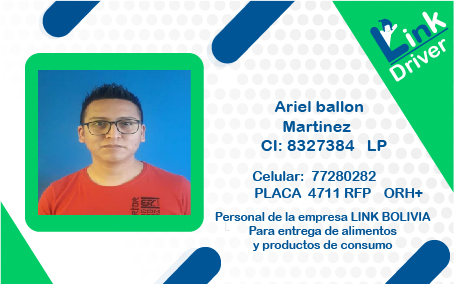 Link
Driver
Ariel ballon
Martinez
CI: 8327384 LP
Celular: 77280282
PLACA 4711 RFP ORH+
Personal de la empresa LINK BOLIVIA
Para entrega de alimentos
y productos de consumo